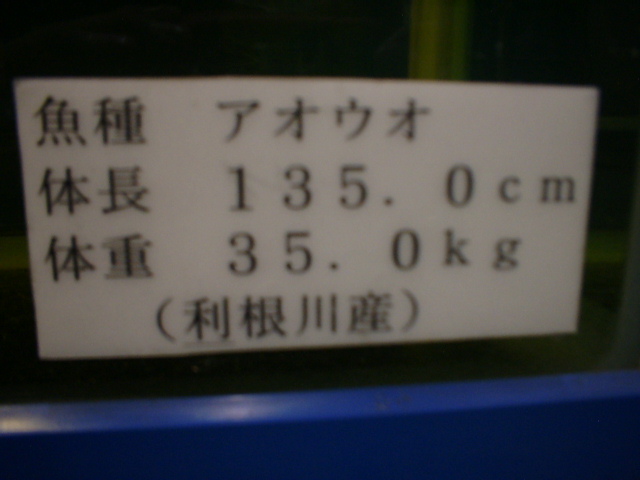 魚種　アオウオ
体長　１３５．０ｃｍ
体重　３５．０ｋｇ
（利根川産）